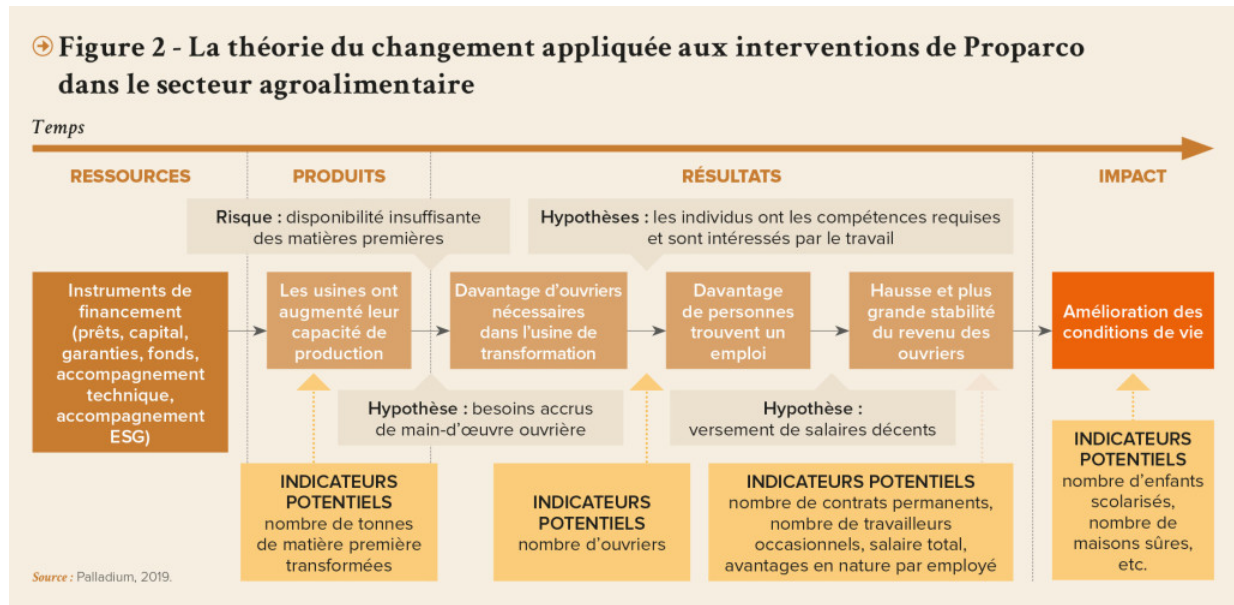 Figure 2 - La théorie du changement appliquée aux interventions de Proparco
dans le secteur agroalimentaire
Temps
RESSOURCES
PRODUITS
RÉSULTATS
IMPACT
Risque : disponibilité insuffisante
des matières premières
Hypothèses : les individus ont les compétences requises
et sont intéressés par le travail
Instruments de
financement
(prêts, capital,
garanties, fonds,
accompagnement
technique,
accompagnement
ESG)
Les usines ont
augmenté leur
capacité de
production
Davantage d’ouvriers
nécessaires
dans l’usine de
transformation
Davantage
de personnes
trouvent un
emploi
Hausse et plus
grande stabilité
du revenu des
ouvriers
Amélioration des
conditions de vie
Hypothèse : besoins accrus
de main-d’œuvre ouvrière
Hypothèse :
versement de salaires décents
INDICATEURS
POTENTIELS
nombre de tonnes
de matière première
transformées
INDICATEURS
POTENTIELS
nombre d’ouvriers
INDICATEURS POTENTIELS
nombre de contrats permanents,
nombre de travailleurs
occasionnels, salaire total,
avantages en nature par employé
INDICATEURS
POTENTIELS
nombre d’enfants
scolarisés,
nombre de
maisons sûres,
etc.
Source : Palladium, 2019.